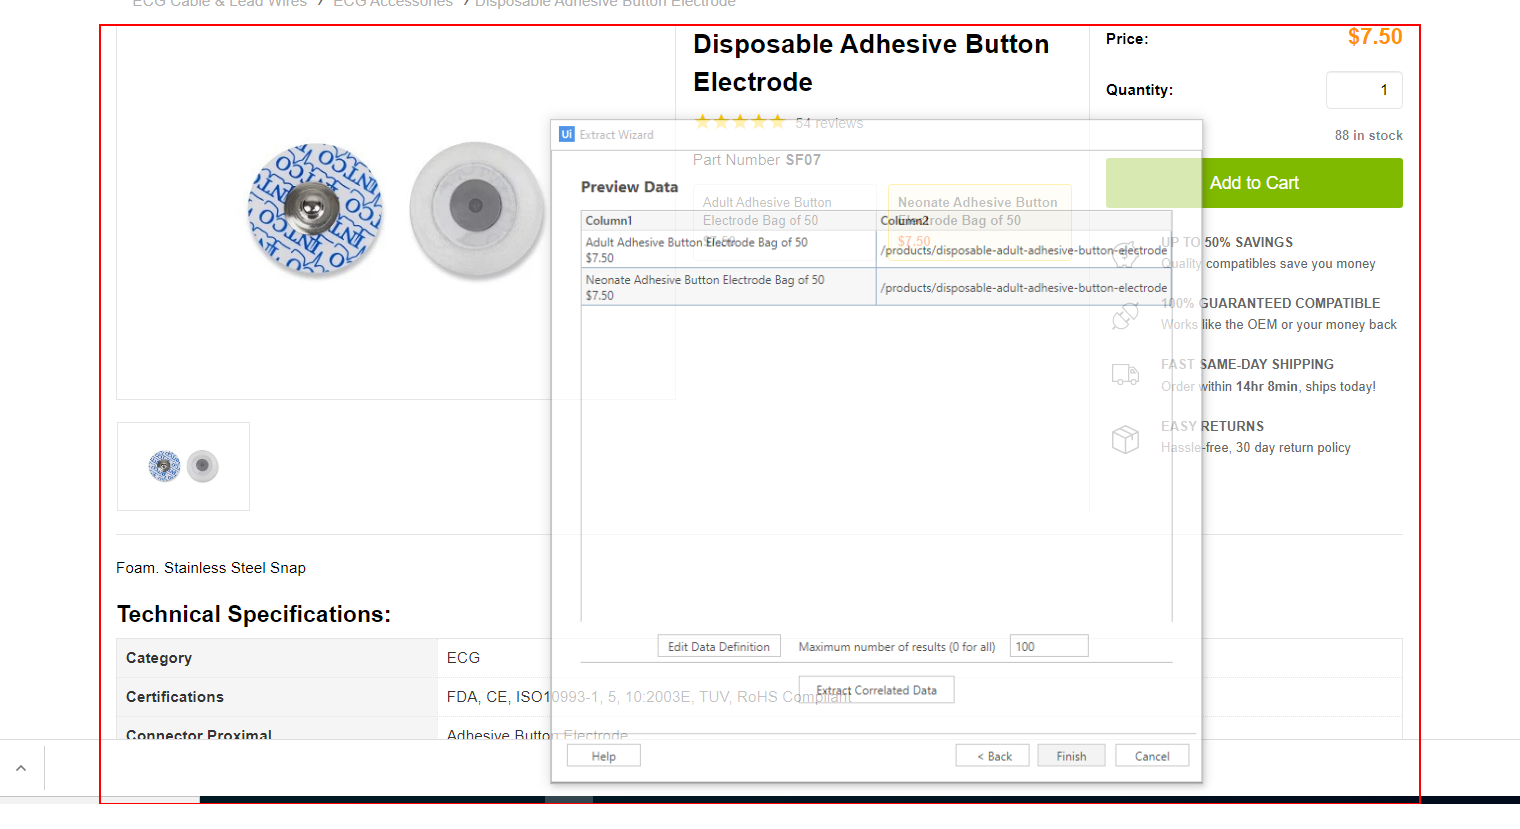 ECG Cable & Lead Wires / ECG Accessories / Disposable Adhesive Button Electrode
Disposable Adhesive Button
Electrode
54 reviews
Part Number SF07
Adult Adhesive Button
Electrode Bag of 50
$7.50
Neonate Adhesive Button
Electrode Bag of 50
$7.50
Price:
$7.50
Quantity:
1
88 in stock
Add to Cart
UP TO 50% SAVINGS
Quality compatibles save you money
100% GUARANTEED COMPATIBLE
Works like the OEM or your money back
FAST SAME-DAY SHIPPING
Order within 14hr 8min, ships today!
EASY RETURNS
Hassle-free, 30 day return policy
Ui Extract Wizard
Preview Data
Column1
Column2
Adult Adhesive Button Electrode Bag of 50
$7.50
/products/disposable-adult-adhesive-button-electrode
Neonate Adhesive Button Electrode Bag of 50
$7.50
/products/disposable-adult-adhesive-button-electrode
Edit Data Definition
Maximum number of results (0 for all)
100
Extract Correlated Data
Help
< Back
Finish
Cancel
Foam. Stainless Steel Snap
Technical Specifications:
Category
ECG
Certifications
FDA, CE, ISO10993-1, 5, 10:2003E, TUV, RoHS Compliant
Connector Proximal
Adhesive Button Electrode